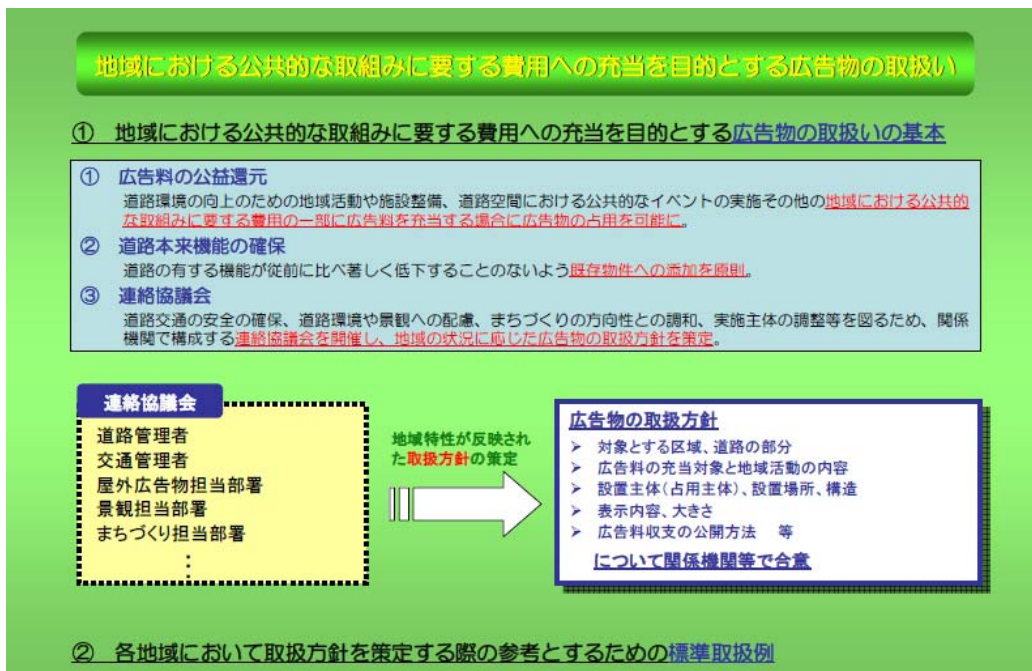 地域における公共的な取組みに要する費用への充当を目的とする広告物の取扱い
① 地域における公共的な取組みに要する費用への充当を目的とする広告物の取扱いの基本
① 広告料の公益還元
道路環境の向上のための地域活動や施設整備、道路空間における公共的なイベントの実施その他の地域における公共的
な取組みに要する費用の一部に広告料を充当する場合に広告物の占用を可能に。
② 道路本来機能の確保
道路の有する機能が従前に比べ著しく低下することのないよう既存物件への添加を原則。
③ 連絡協議会
道路交通の安全の確保、道路環境や景観への配慮、まちづくりの方向性との調和、実施主体の調整等を図るため、関係
機関で構成する連絡協議会を開催し、地域の状況に応じた広告物の取扱方針を策定。
連絡協議会
道路管理者
交通管理者
屋外広告物担当部署
景観担当部署
まちづくり担当部署
⋮
地域特性が反映され
た取扱方針の策定
広告物の取扱方針
➢ 対象とする区域、道路の部分
➢ 広告料の充当対象と地域活動の内容
➢ 設置主体(占用主体)、設置場所、構造
➢ 表示内容、大きさ
➢ 広告料収支の公開方法 等
について関係機関等で合意
② 各地域において取扱方針を策定する際の参考とするための標準取扱例